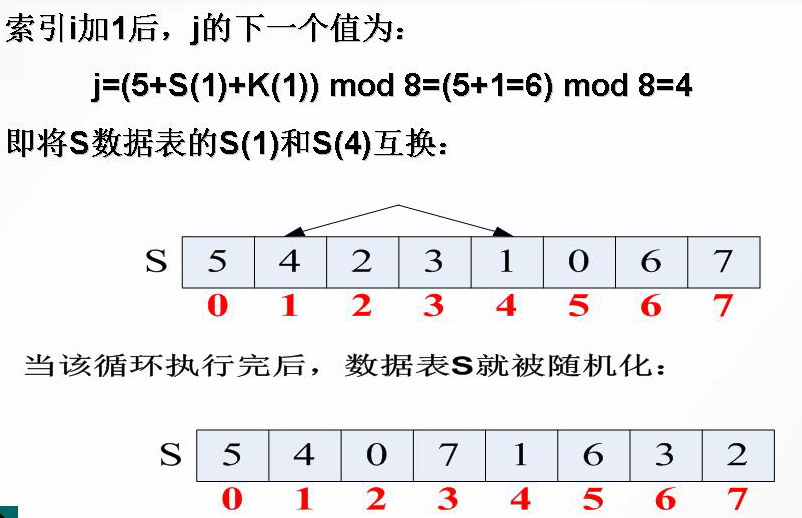 索引i加1后，j的下一个值为：
j=(5+S(1)+K(1)) mod 8=(5+1=6) mod 8=4
即将S数据表的S(1)和S(4)互换：
S 5 4 2 3 1 0 6 7
0 1 2 3 4 5 6 7
当该循环执行完后，数据表S就被随机化：
S 5 4 0 7 1 6 3 2
0 1 2 3 4 5 6 7